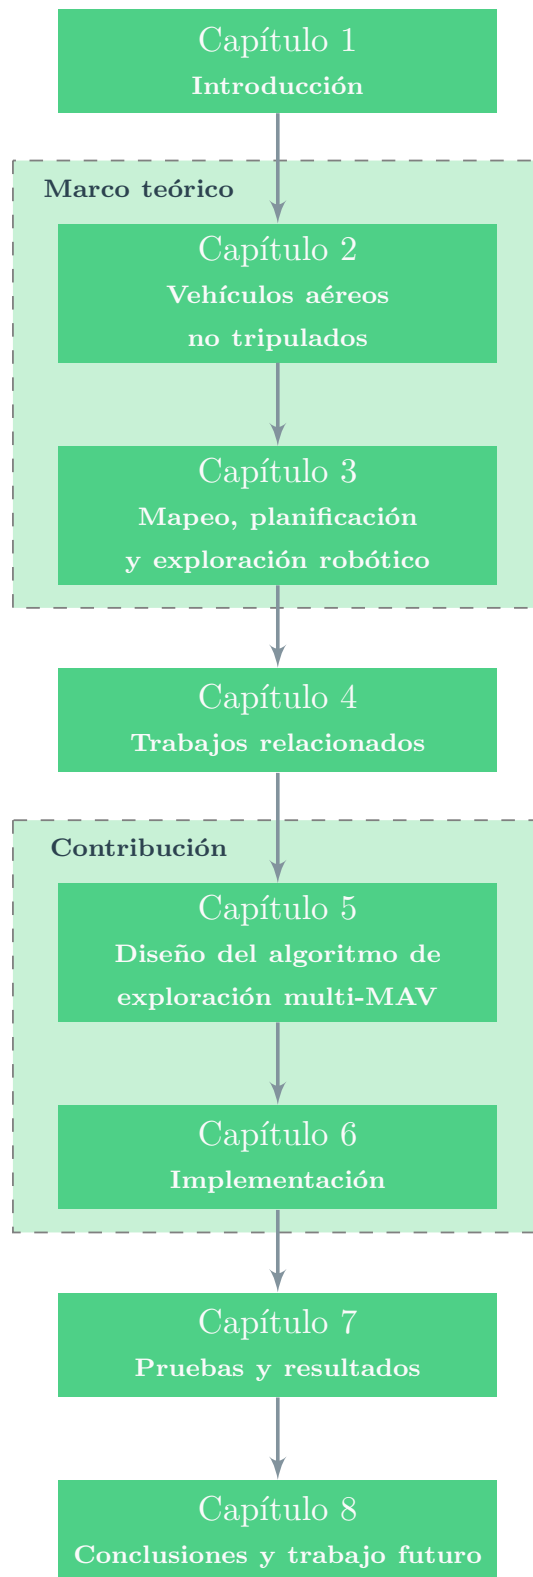 Capítulo 1
Introducción
Marco teórico
Capítulo 2
Vehículos aéreos
no tripulados
Capítulo 3
Mapeo, planificación
y exploración robótico
Capítulo 4
Trabajos relacionados
Contribución
Capítulo 5
Diseño del algoritmo de
exploración multi-MAV
Capítulo 6
Implementación
Capítulo 7
Pruebas y resultados
Capítulo 8
Conclusiones y trabajo futuro